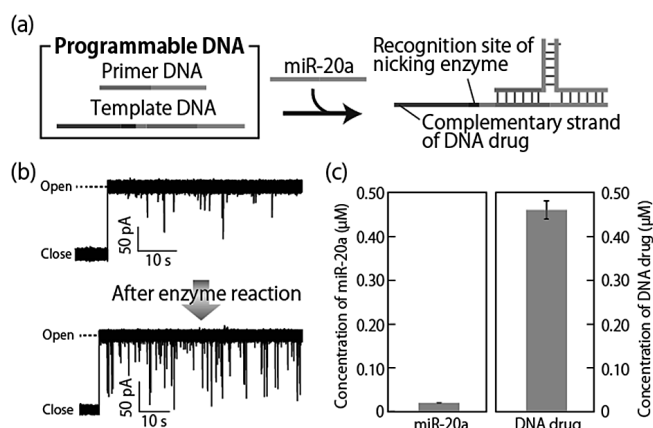 (a)
Programmable DNA
Primer DNA
Template DNA
miR-20a
Recognition site of
nicking enzyme
Complementary strand
of DNA drug
(b)
Open
Close
50 pA
10 s
After enzyme reaction
Open
Close
50 pA
10 s
(c)
Concentration of miR-20a (μM)
0.50
0.40
0.30
0.20
0.10
0
miR-20a
DNA drug
0.50
0.40
0.30
0.20
0.10
0
Concentration of DNA drug (μM)